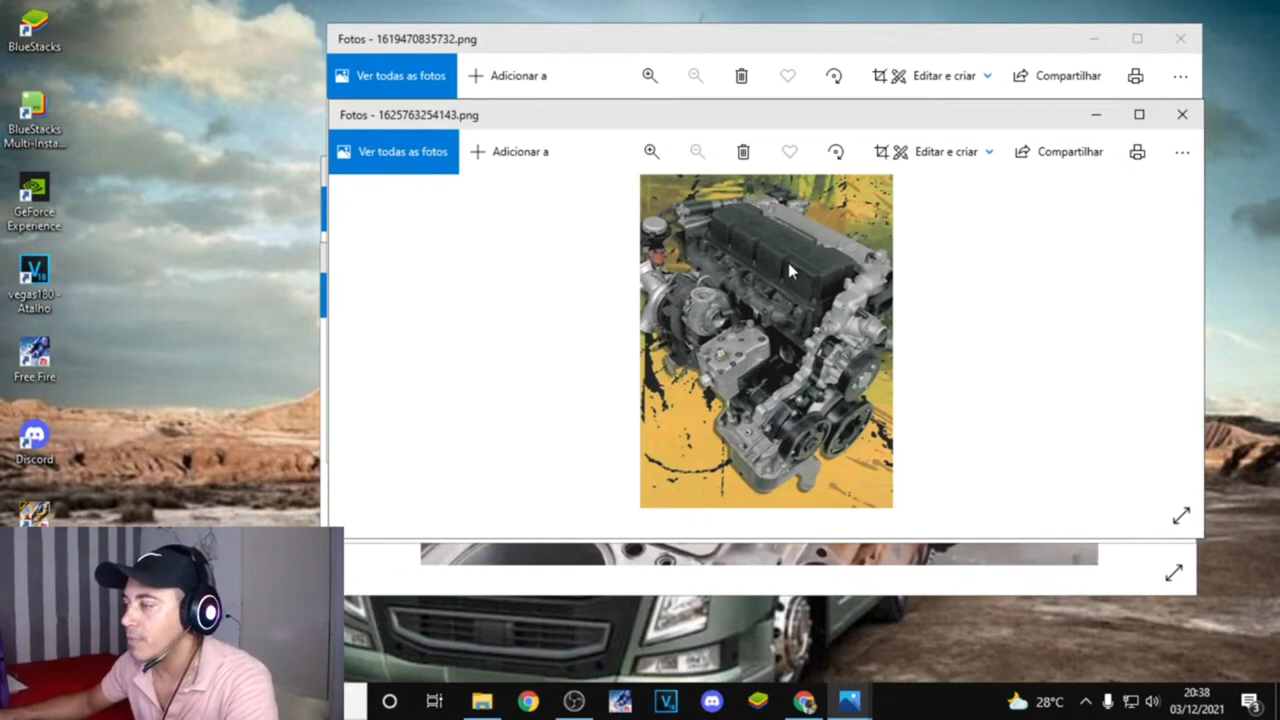 BlueStacks
BlueStacks
Multi-Insta...
GeForce
Experience
vegas180 -
Atalho
Free Fire
Discord
Fotos - 1619470835732.png
Ver todas as fotos
Adicionar a
Editar e criar
Compartilhar
Fotos - 1625763254143.png
Ver todas as fotos
Adicionar a
Editar e criar
Compartilhar
28°C
20:38
03/12/2021
3